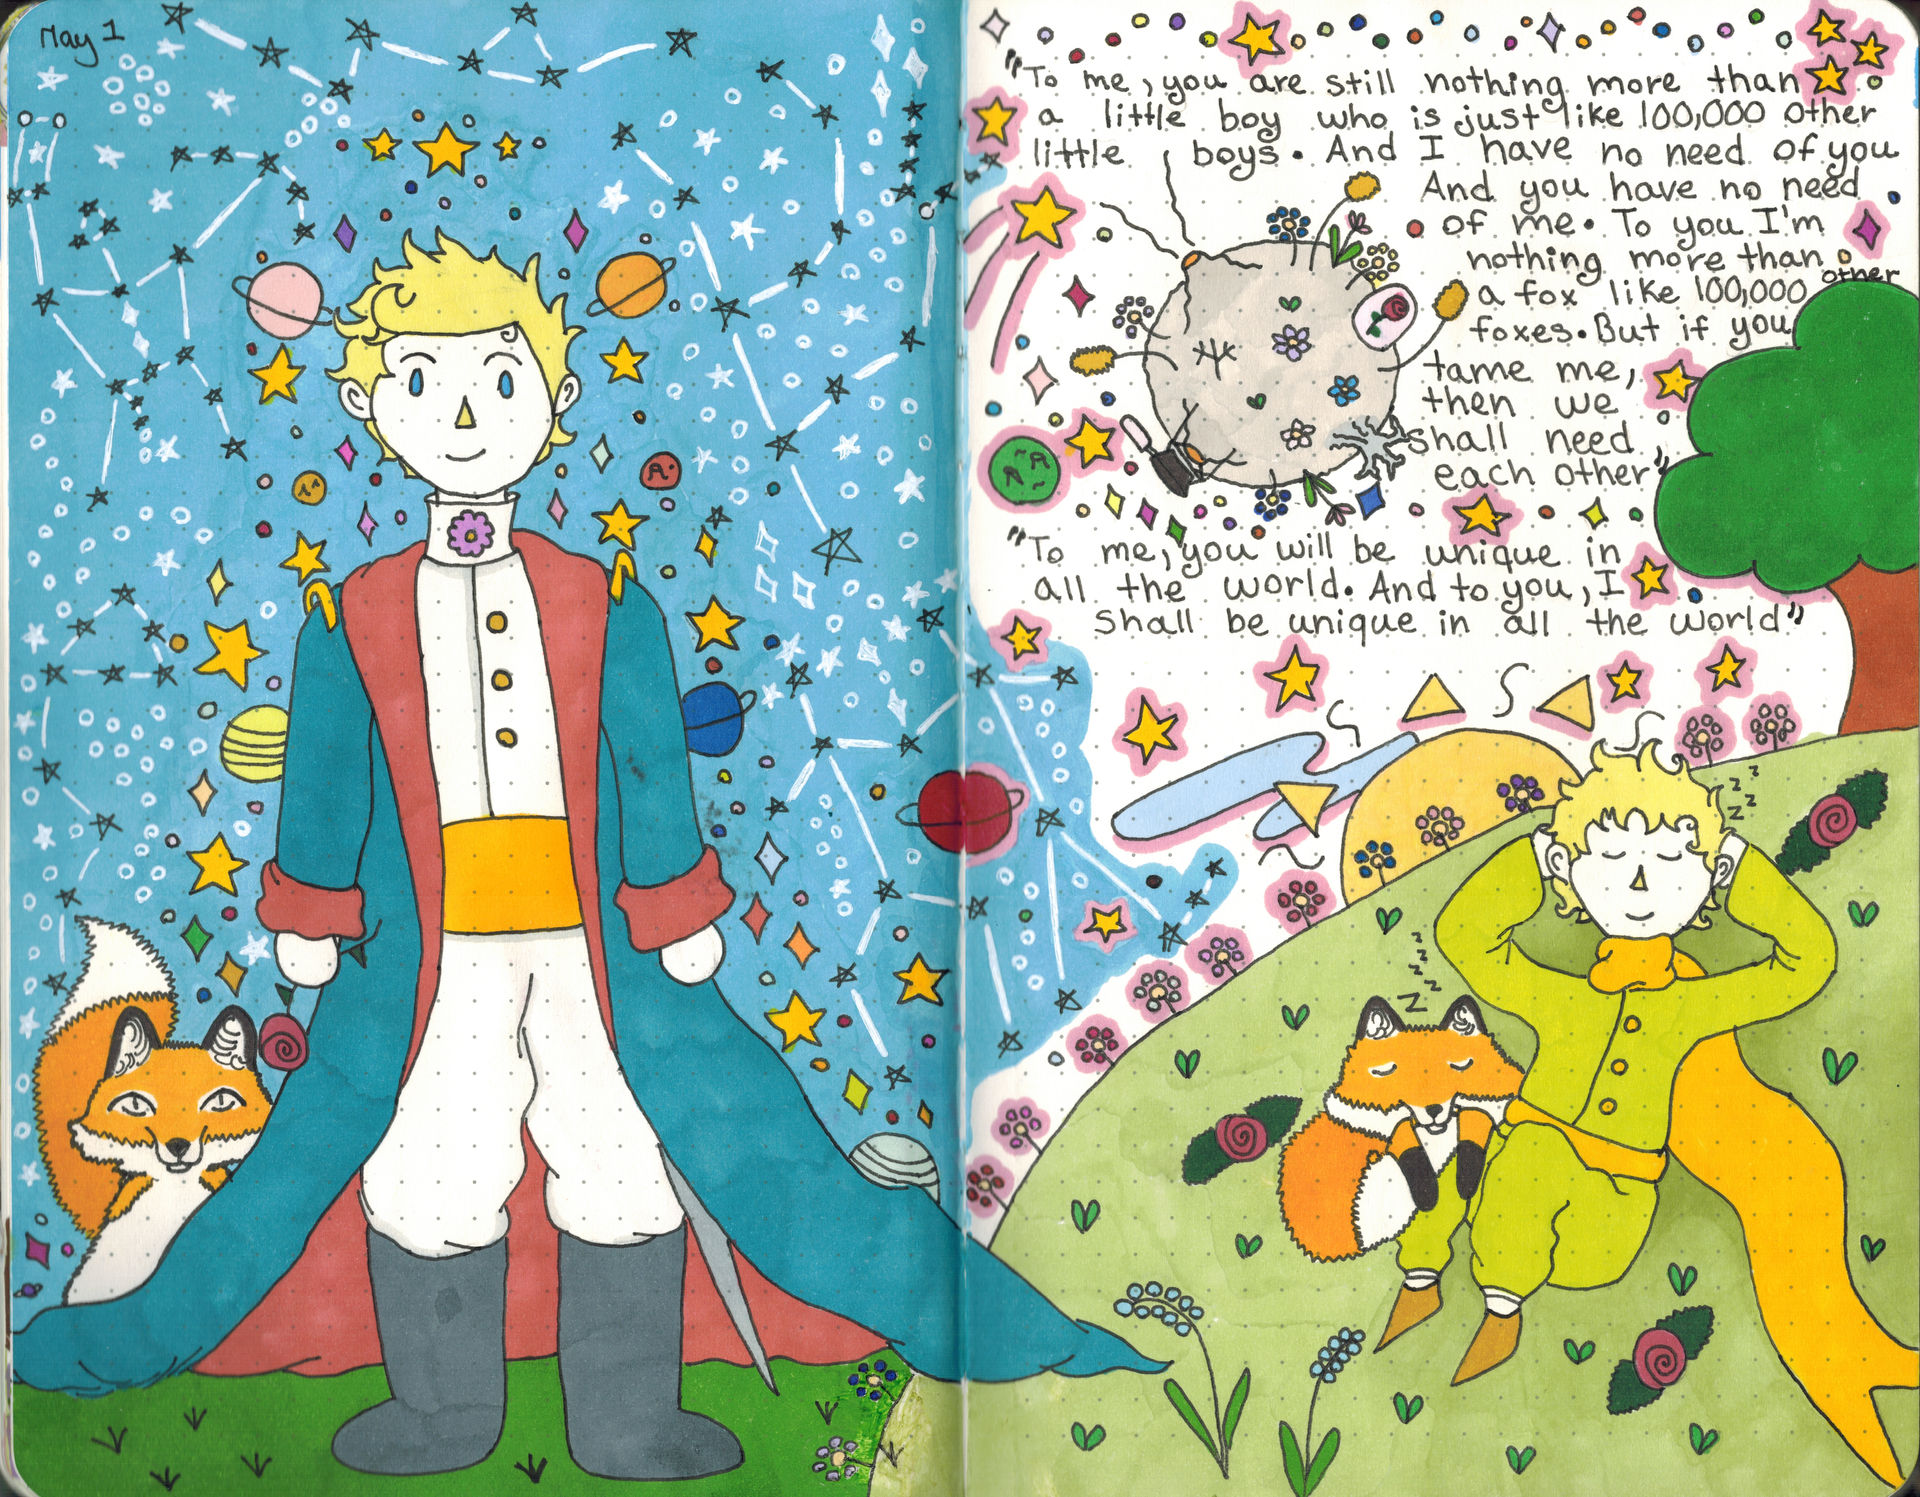 May 1
"To me, you are still nothing more than
a little boy who is just like 100,000 other
little boys. And I have no need of you
And you have no need
of me. To you I'm
nothing more than
a fox like 100,000 other
foxes. But if you
tame me,
then we
shall need
each other"
"To me, you will be unique in
all the world. And to you, I
shall be unique in all the world"
z z z z z
z z z z z z Z